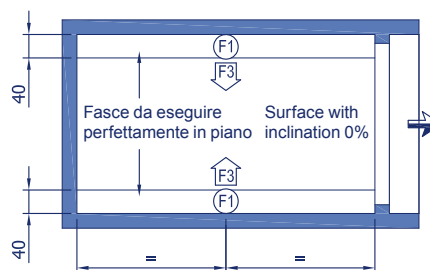 F1
F3
40
Fasce da eseguire
perfettamente in piano
Surface with
inclination 0%
F3
F1
40
=
=